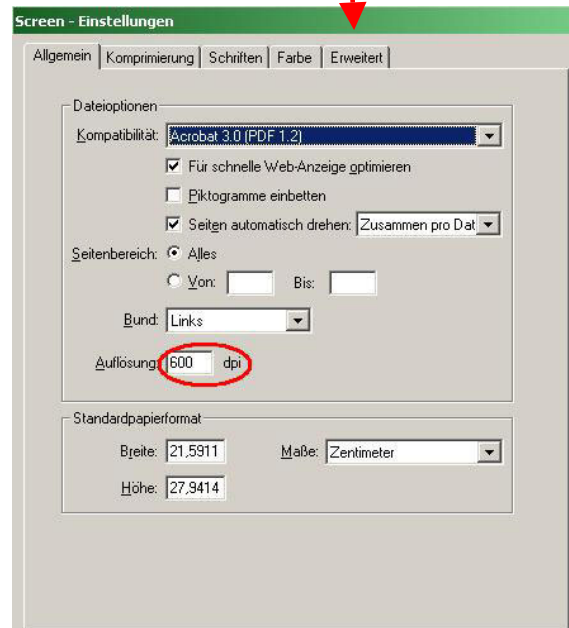 Screen - Einstellungen
Allgemein Komprimierung Schriften Farbe Erweitert
Dateioptionen
Kompatibilität: Acrobat 3.0 (PDF 1.2)
Für schnelle Web-Anzeige optimieren
Piktogramme einbetten
Seiten automatisch drehen: Zusammen pro Dat
Seitenbereich: Alles
Von: Bis:
Bund: Links
Auflösung: 600 dpi
Standardpapierformat
Breite: 21,5911 Maße: Zentimeter
Höhe: 27,9414